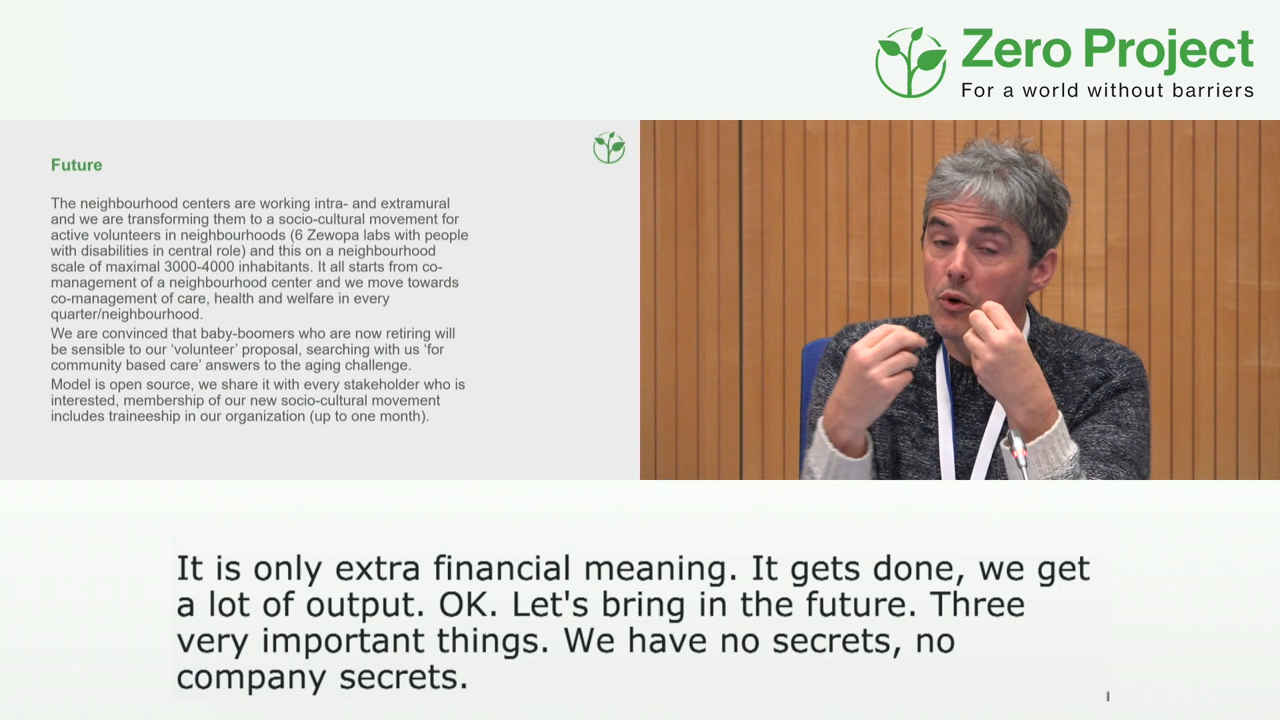 Zero Project
For a world without barriers
Future
The neighbourhood centers are working intra- and extramural
and we are transforming them to a socio-cultural movement for
active volunteers in neighbourhoods (6 Zewopa labs with people
with disabilities in central role) and this on a neighbourhood
scale of maximal 3000-4000 inhabitants. It all starts from co-
management of a neighbourhood center and we move towards
co-management of care, health and welfare in every
quarter/neighbourhood.
We are convinced that baby-boomers who are now retiring will
be sensible to our ‘volunteer’ proposal, searching with us ‘for
community based care’ answers to the aging challenge.
Model is open source, we share it with every stakeholder who is
interested, membership of our new socio-cultural movement
includes traineeship in our organization (up to one month).
It is only extra financial meaning. It gets done, we get
a lot of output. OK. Let's bring in the future. Three
very important things. We have no secrets, no
company secrets.